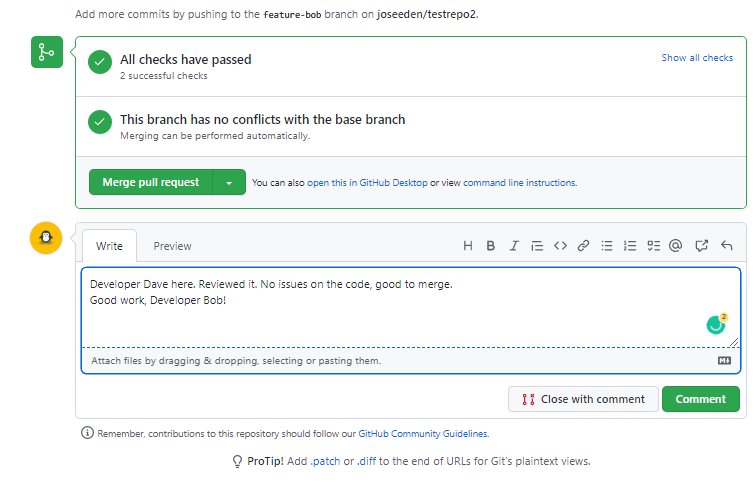 Add more commits by pushing to the feature-bob branch on joseeden/testrepo2.
All checks have passed
Show all checks
2 successful checks
This branch has no conflicts with the base branch
Merging can be performed automatically.
Merge pull request
You can also open this in GitHub Desktop or view command line instructions.
Write
Preview
Developer Dave here. Reviewed it. No issues on the code, good to merge.
Good work, Developer Bob!
2
Attach files by dragging & dropping, selecting or pasting them.
Close with comment
Comment
Remember, contributions to this repository should follow our GitHub Community Guidelines.
ProTip! Add .patch or .diff to the end of URLs for Git's plaintext views.